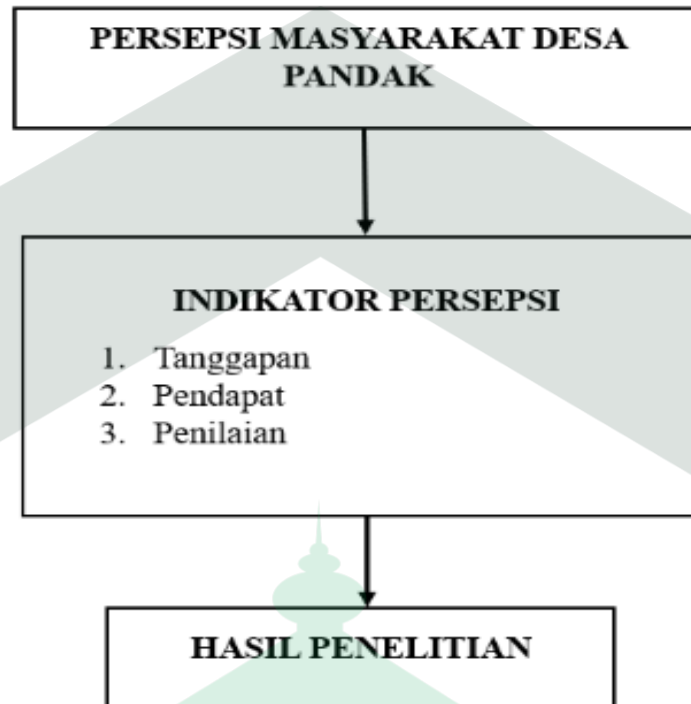 PERSEPSI MASYARAKAT DESA
PANDAK
INDIKATOR PERSEPSI
1. Tanggapan
2. Pendapat
3. Penilaian
HASIL PENELITIAN